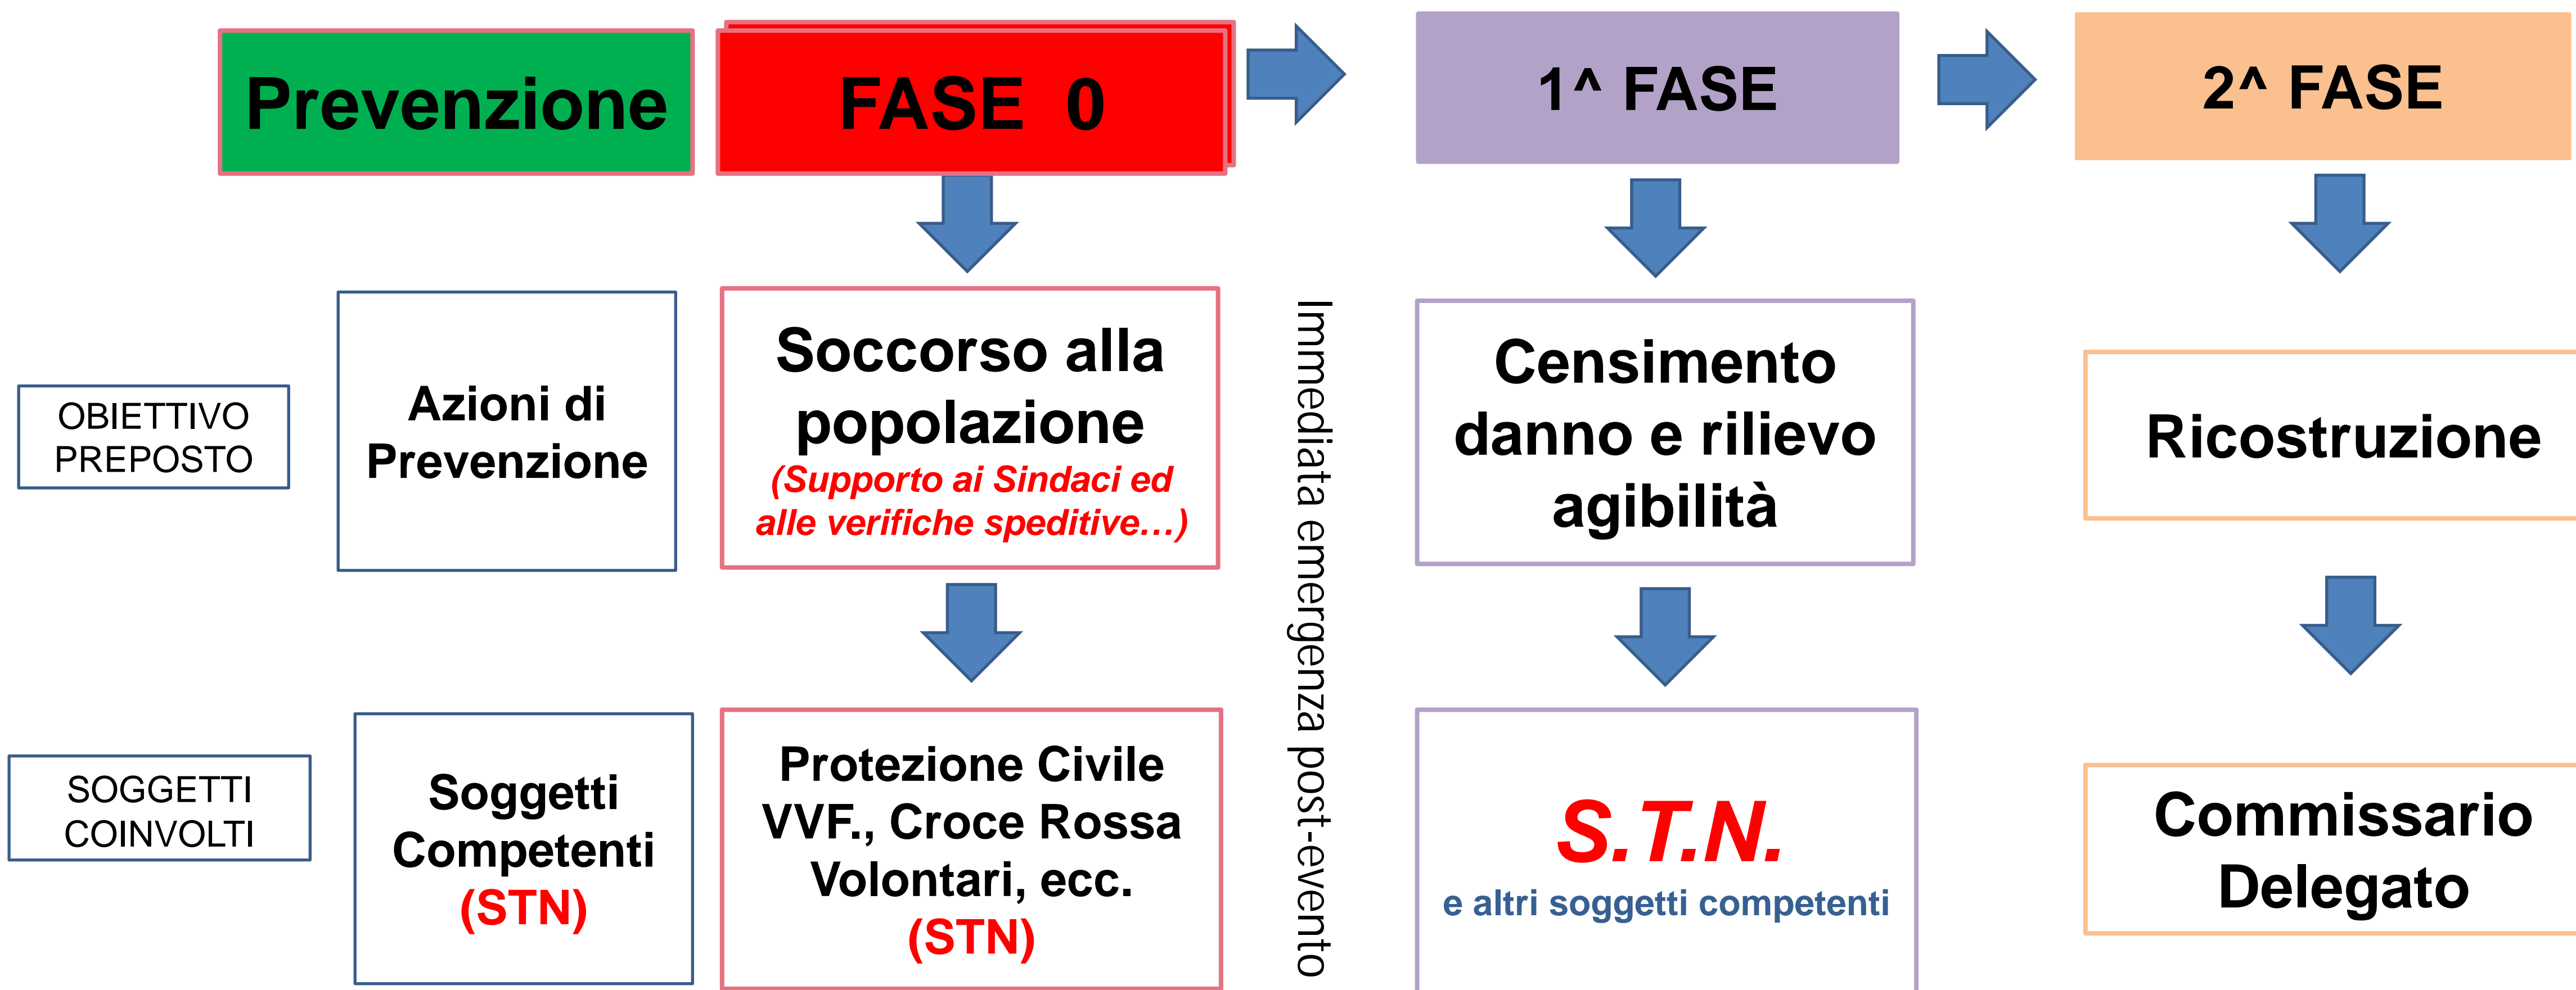 Prevenzione
FASE 0
1^ FASE
2^ FASE
OBIETTIVO
PREPOSTO
Azioni di
Prevenzione
Soccorso alla
popolazione
(Supporto ai Sindaci ed
alle verifiche speditive…)
Immediata emergenza post-evento
Censimento
danno e rilievo
agibilità
Ricostruzione
SOGGETTI
COINVOLTI
Soggetti
Competenti
(STN)
Protezione Civile
VVF., Croce Rossa
Volontari, ecc.
(STN)
S.T.N.
e altri soggetti competenti
Commissario
Delegato